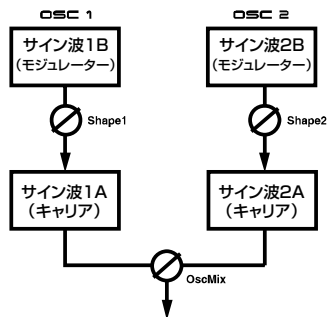 OSC 1
OSC 2
サイン波1B
(モジュレーター)
サイン波2B
(モジュレーター)
Shape1
Shape2
サイン波1A
(キャリア)
サイン波2A
(キャリア)
OscMix